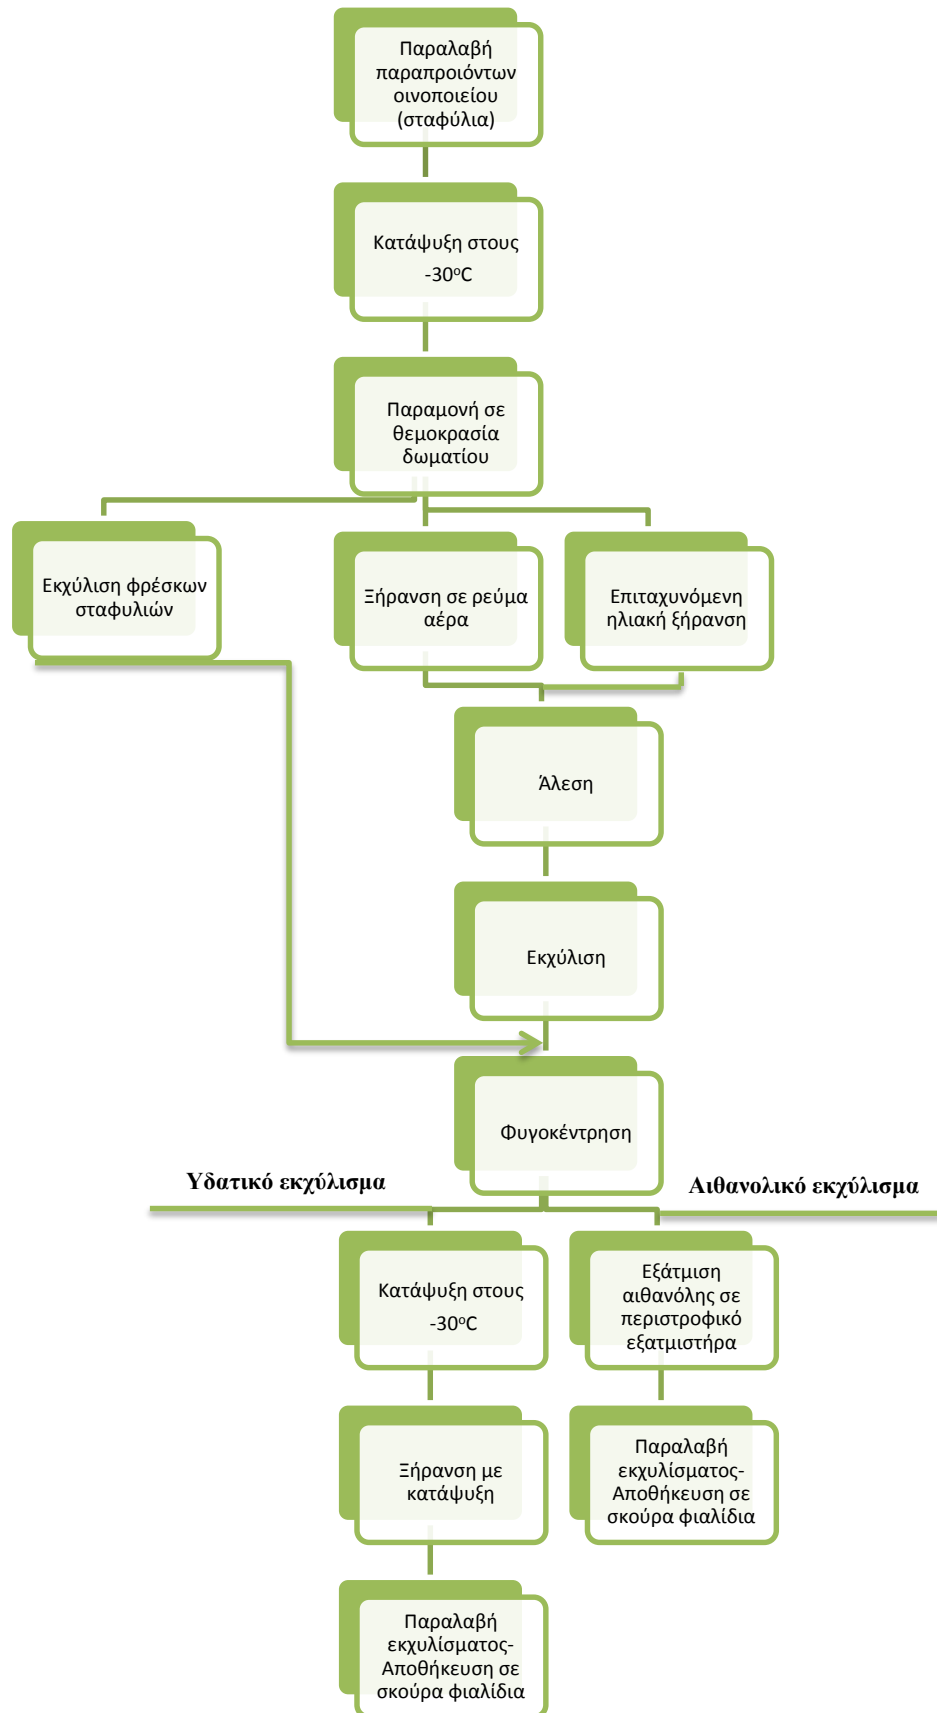 Παραλαβή
παραπροιόντων
οινοποιείου
(σταφύλια)
Κατάψυξη στους
-30°C
Παραμονή σε
θεμοκρασία
δωματίου
Εκχύλιση φρέσκων
σταφυλιών
Ξήρανση σε ρεύμα
αέρα
Επιταχυνόμενη
ηλιακή ξήρανση
Άλεση
Εκχύλιση
Φυγοκέντρηση
Υδατικό εκχύλισμα
Αιθανολικό εκχύλισμα
Κατάψυξη στους
-30°C
Εξάτμιση
αιθανόλης σε
περιστροφικό
εξατμιστήρα
Ξήρανση με
κατάψυξη
Παραλαβή
εκχυλίσματος-
Αποθήκευση σε
σκούρα φιαλίδια
Παραλαβή
εκχυλίσματος-
Αποθήκευση σε
σκούρα φιαλίδια